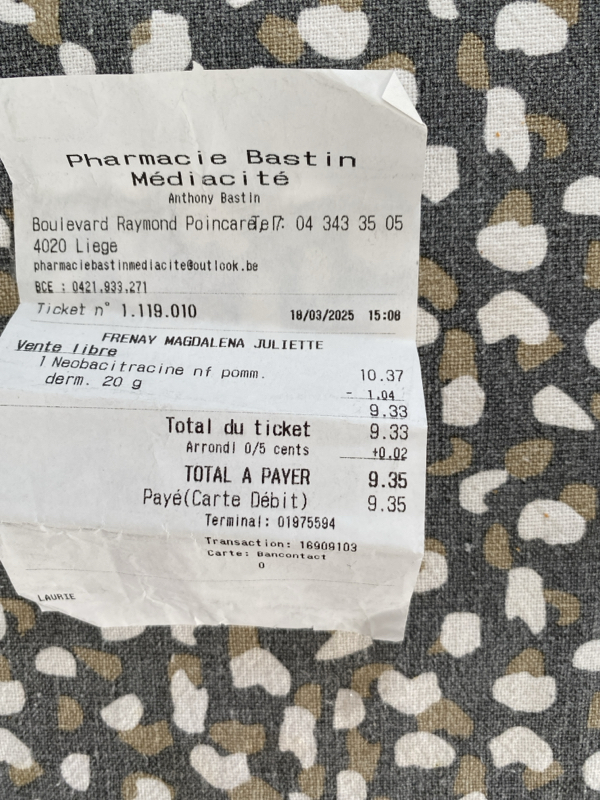 Pharmacie Bastin
Médiacité
Anthony Bastin
Boulevard Raymond Poincaré, 7 Tel: 04 343 35 05
4020 Liege
pharmaciebastinmediacite@outlook.be
BCE : 0421.933.271
Ticket n° 1.119.010 18/03/2025 15:08
FRENAY MAGDALENA JULIETTE
Vente libre
1 Neobacitracine nf pomm. 10.37
derm. 20 g
- 1.04
9.33
Total du ticket 9.33
Arrondi 0/5 cents +0.02
TOTAL A PAYER 9.35
Payé(Carte Débit) 9.35
Terminal: 01975594
Transaction: 16909103
Carte: Bancontact
0
LAURIE